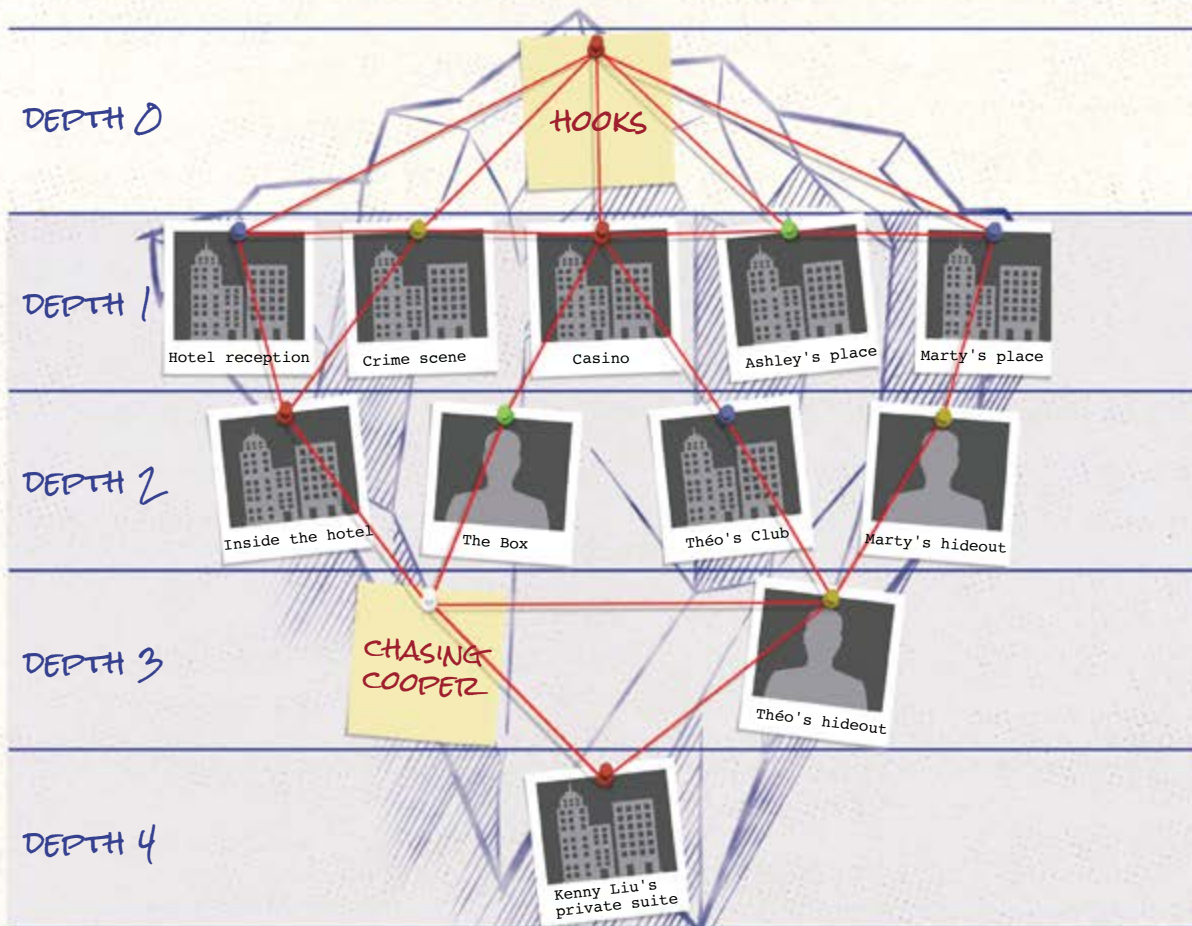 DEPTH 0
HOOKS
DEPTH 1
Hotel reception
Crime scene
Casino
Ashley's place
Marty's place
DEPTH 2
Inside the hotel
The Box
Théo's Club
Marty's hideout
DEPTH 3
CHASING
COOPER
Théo's hideout
DEPTH 4
Kenny Liu's
private suite